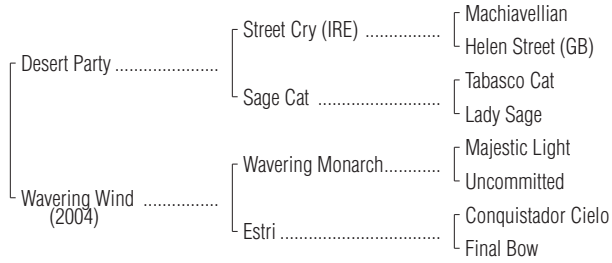 Machiavellian
Street Cry (IRE) ................
Helen Street (GB)
Desert Party ......................
Tabasco Cat
Sage Cat ..........................
Lady Sage
Majestic Light
Wavering Monarch............
Uncommitted
Wavering Wind ................
(2004)
Conquistador Cielo
Estri ..................................
Final Bow